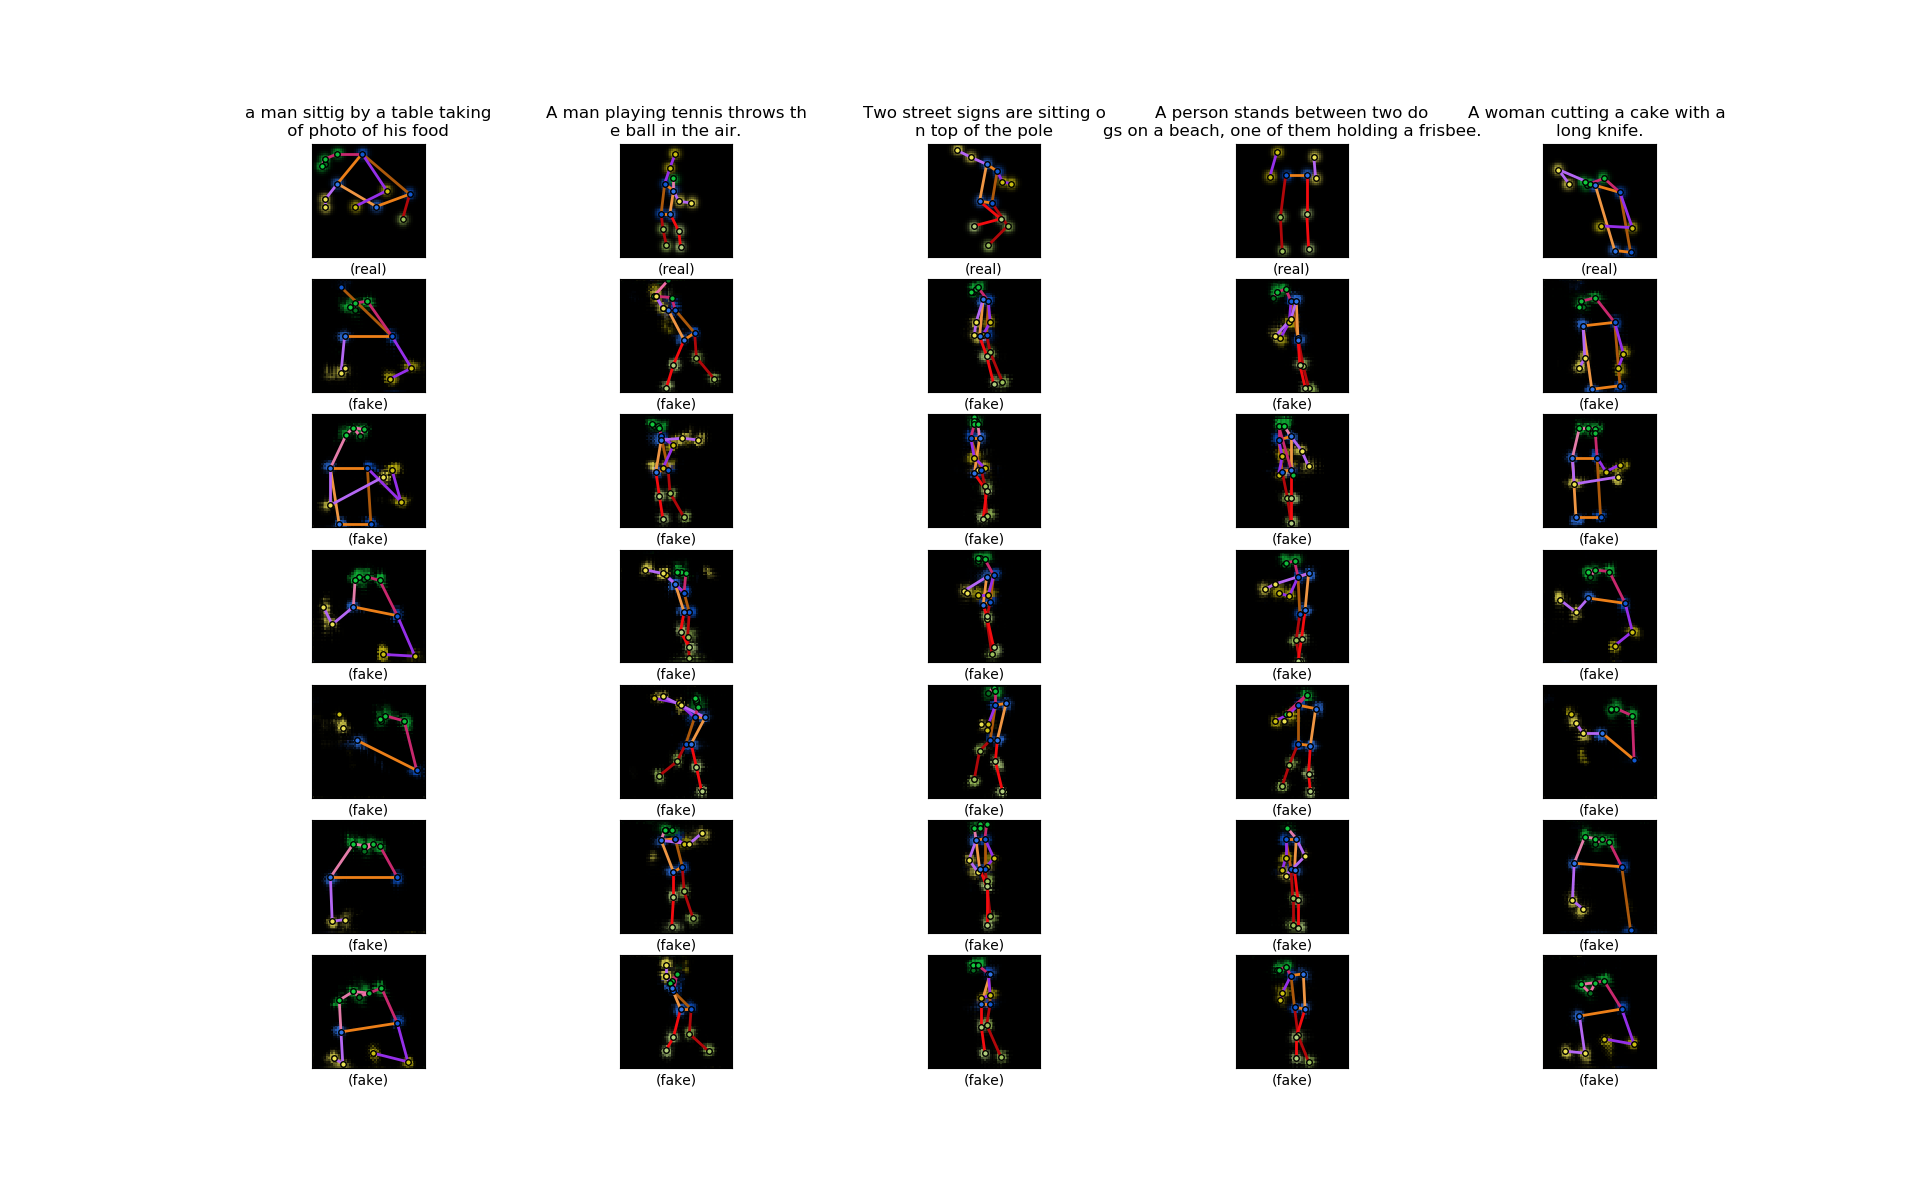 a man sittig by a table taking
of photo of his food
A man playing tennis throws th
e ball in the air.
Two street signs are sitting o
n top of the pole
A person stands between two do
gs on a beach, one of them holding a frisbee.
A woman cutting a cake with a
long knife.
(real) (real) (real) (real) (real)
(fake) (fake) (fake) (fake) (fake)
(fake) (fake) (fake) (fake) (fake)
(fake) (fake) (fake) (fake) (fake)
(fake) (fake) (fake) (fake) (fake)
(fake) (fake) (fake) (fake) (fake)
(fake) (fake) (fake) (fake) (fake)